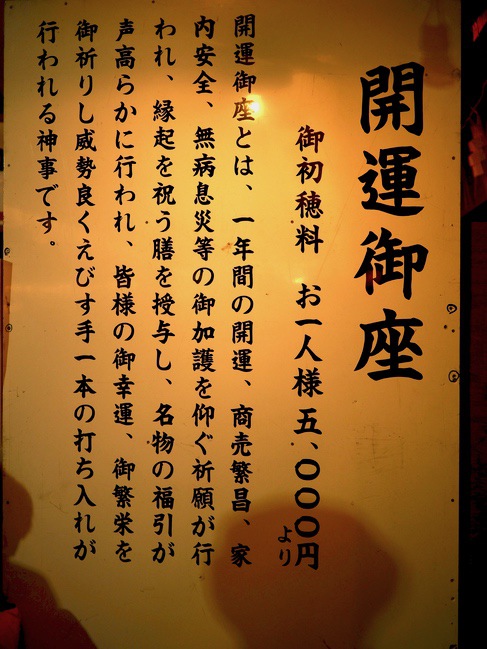 開運御座
御初穂料 お一人様五、〇〇〇円より
開運御座とは、一年間の開運、商売繁昌、家
内安全、無病息災等の御加護を仰ぐ祈願が行
われ、縁起を祝う膳を授与し、名物の福引が
声高らかに行われ、皆様の御幸運、御繁栄を
御祈りし威勢良くえびす手一本の打ち入れが
行われる神事です。